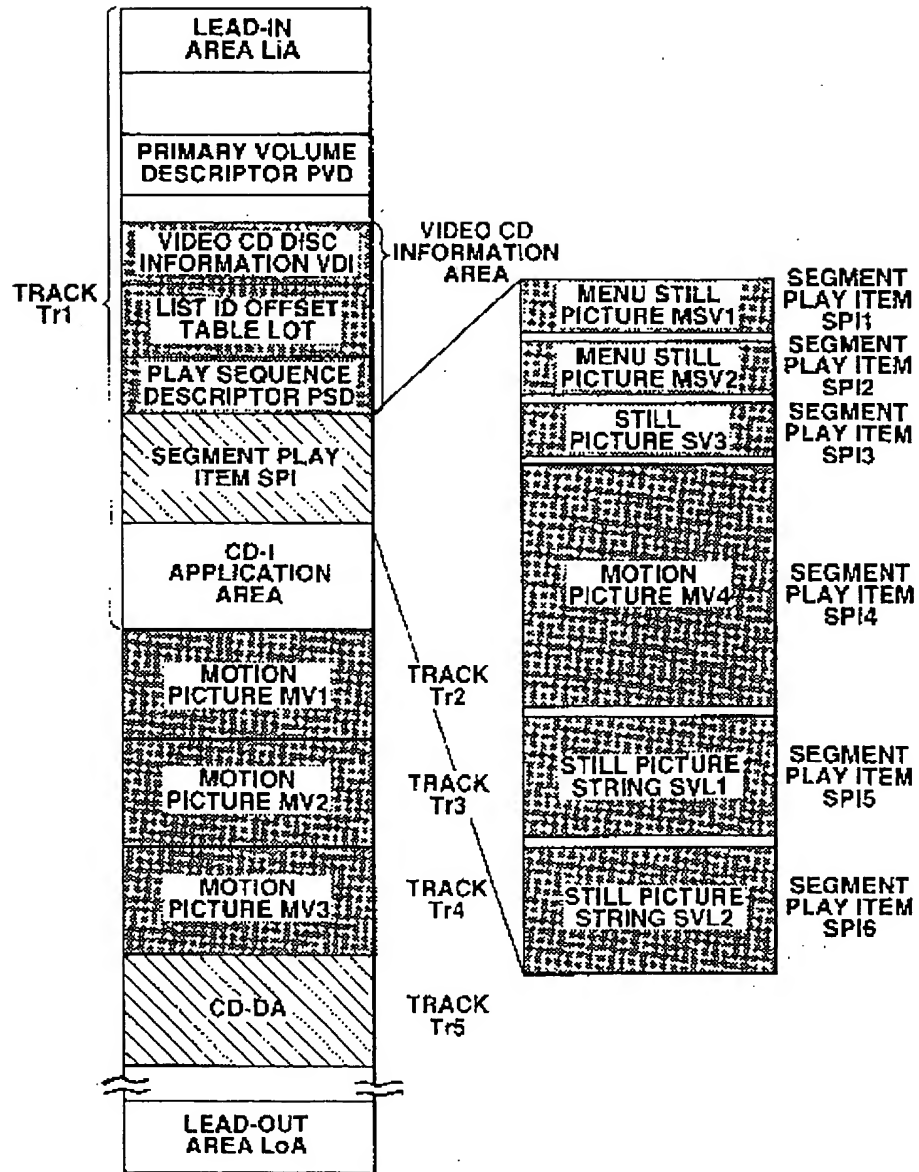 LEAD-IN
AREA LiA
PRIMARY VOLUME
DESCRIPTOR PVD
VIDEO CD DISC
INFORMATION VDI
LIST ID OFFSET
TABLE LOT
PLAY SEQUENCE
DESCRIPTOR PSD
SEGMENT PLAY
ITEM SPI
CD-I
APPLICATION
AREA
TRACK
Tr1
VIDEO CD
INFORMATION
AREA
MOTION
PICTURE MV1
TRACK
Tr2
MOTION
PICTURE MV2
TRACK
Tr3
MOTION
PICTURE MV3
TRACK
Tr4
CD-DA
TRACK
Tr5
LEAD-OUT
AREA LoA
MENU STILL
PICTURE MSV1
SEGMENT
PLAY ITEM
SPI1
MENU STILL
PICTURE MSV2
SEGMENT
PLAY ITEM
SPI2
STILL
PICTURE SV3
SEGMENT
PLAY ITEM
SPI3
MOTION
PICTURE MV4
SEGMENT
PLAY ITEM
SPI4
STILL PICTURE
STRING SVL1
SEGMENT
PLAY ITEM
SPI5
STILL PICTURE
STRING SVL2
SEGMENT
PLAY ITEM
SPI6